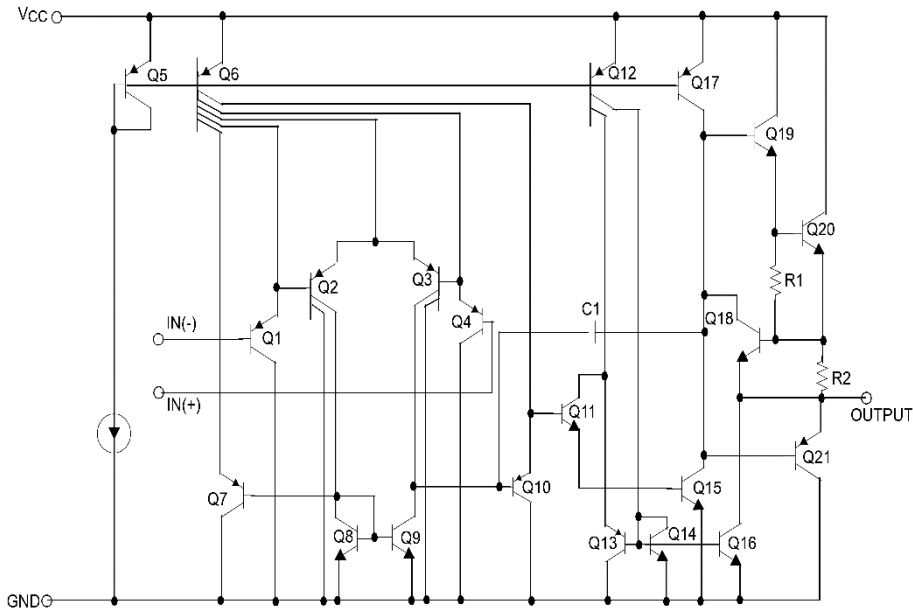 VCC
Q5
Q6
Q12
Q17
Q19
Q20
Q2
Q3
R1
C1
Q18
IN(-)
Q1
Q4
R2
IN(+)
Q11
OUTPUT
Q21
Q7
Q10
Q15
Q8
Q9
Q13
Q14
Q16
GND